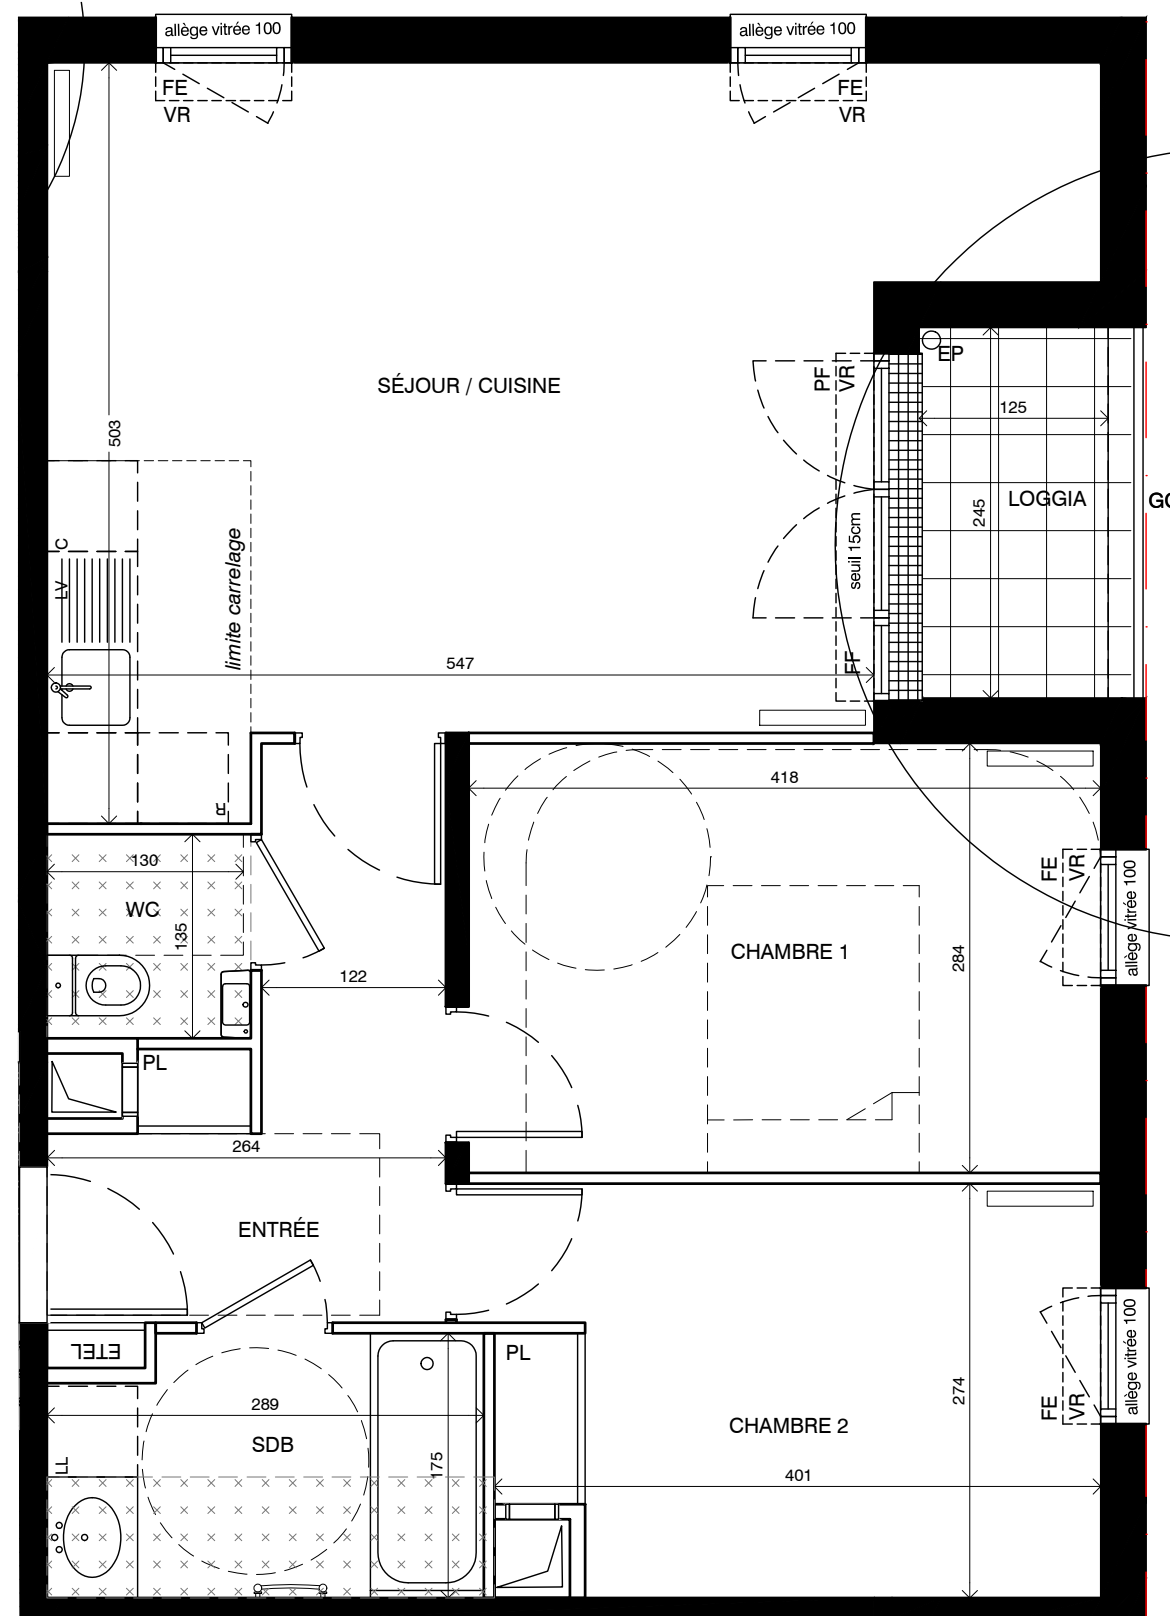 allège vitrée 100
allège vitrée 100
FE
VR
FE
VR
SÉJOUR / CUISINE
503
PF
VR
EP
125
LOGGIA
245
seuil 15cm
EF
C
LV
limite carrelage
547
R
418
130
WC
135
122
CHAMBRE 1
284
FE
VR
allège vitrée 100
PL
264
ENTRÉE
ETEL
PL
289
SDB
175
LL
CHAMBRE 2
274
401
FE
VR
allège vitrée 100